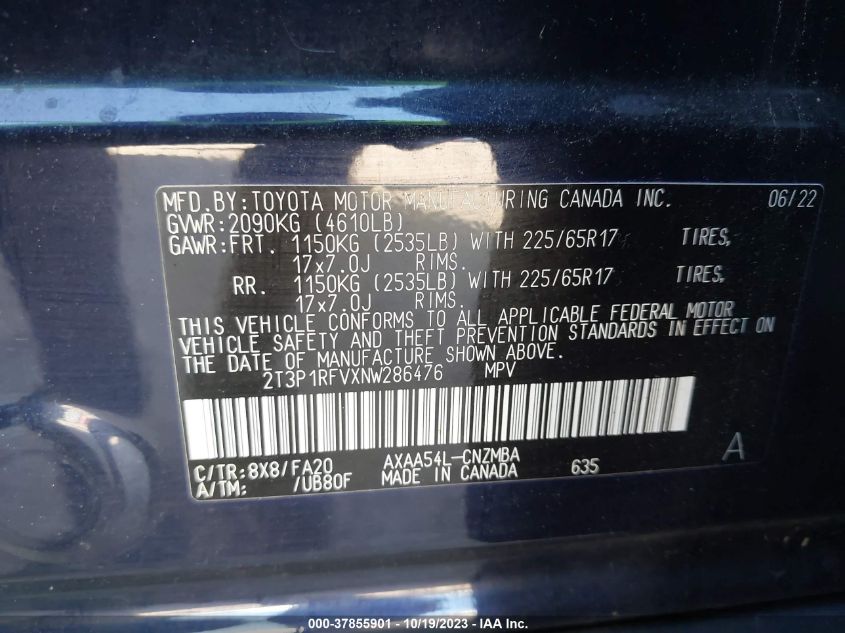 MFD. BY: TOYOTA MOTOR MANUFACTURING CANADA INC. 06/22
GVWR: 2090KG (4610LB)
GAWR: FRT. 1150KG (2535LB) WITH 225/65R17 TIRES,
17x7.0J RIMS.
RR. 1150KG (2535LB) WITH 225/65R17 TIRES,
17x7.0J RIMS.
THIS VEHICLE CONFORMS TO ALL APPLICABLE FEDERAL MOTOR
VEHICLE SAFETY AND THEFT PREVENTION STANDARDS IN EFFECT ON
THE DATE OF MANUFACTURE SHOWN ABOVE.
2T3P1RFVXNW286476 MPV
A
C/TR: 8X8/FA20 AXAA54L-CNZMBA 635
A/TM: /UB80F MADE IN CANADA
000-37855901 - 10/19/2023 - IAA Inc.